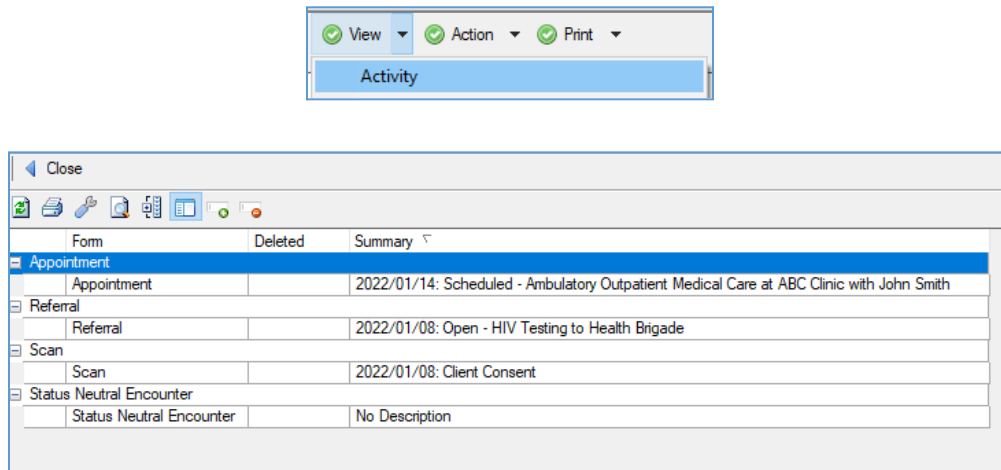 View Action Print
Activity
Close
Form Deleted Summary
Appointment
Appointment 2022/01/14: Scheduled - Ambulatory Outpatient Medical Care at ABC Clinic with John Smith
Referral
Referral 2022/01/08: Open - HIV Testing to Health Brigade
Scan
Scan 2022/01/08: Client Consent
Status Neutral Encounter
Status Neutral Encounter No Description